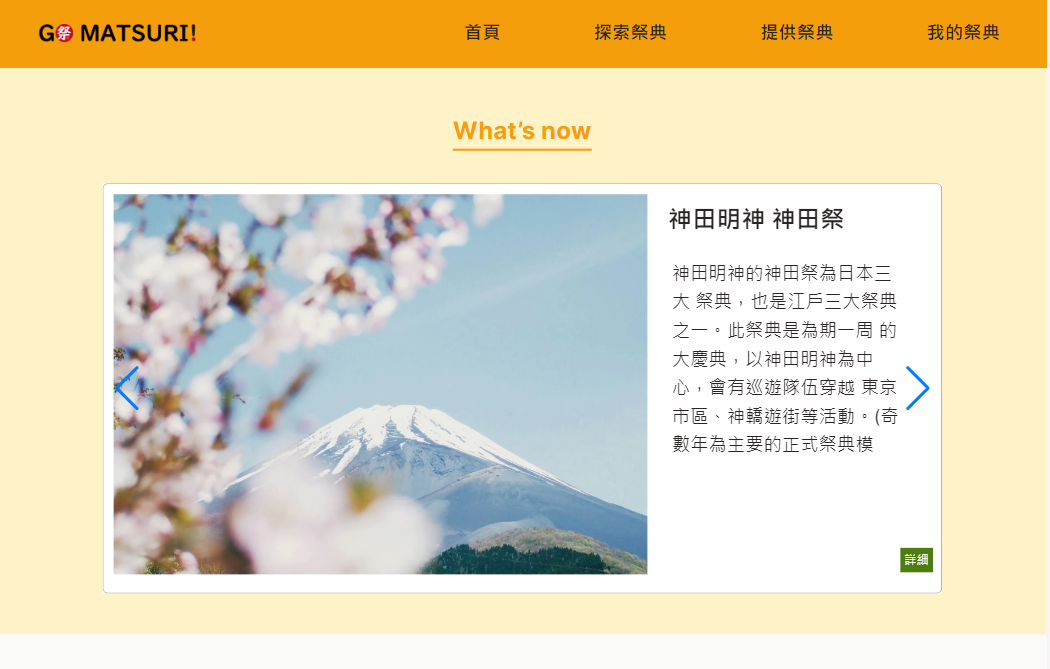 G祭 MATSURI!
首頁 探索祭典 提供祭典 我的祭典
What's now
神田明神 神田祭
神田明神的神田祭為日本三
大 祭典，也是江戶三大祭典
之一。此祭典是為期一周 的
大慶典，以神田明神為中
心，會有巡遊隊伍穿越 東京
市區、神轎遊街等活動。(奇
數年為主要的正式祭典模
詳細